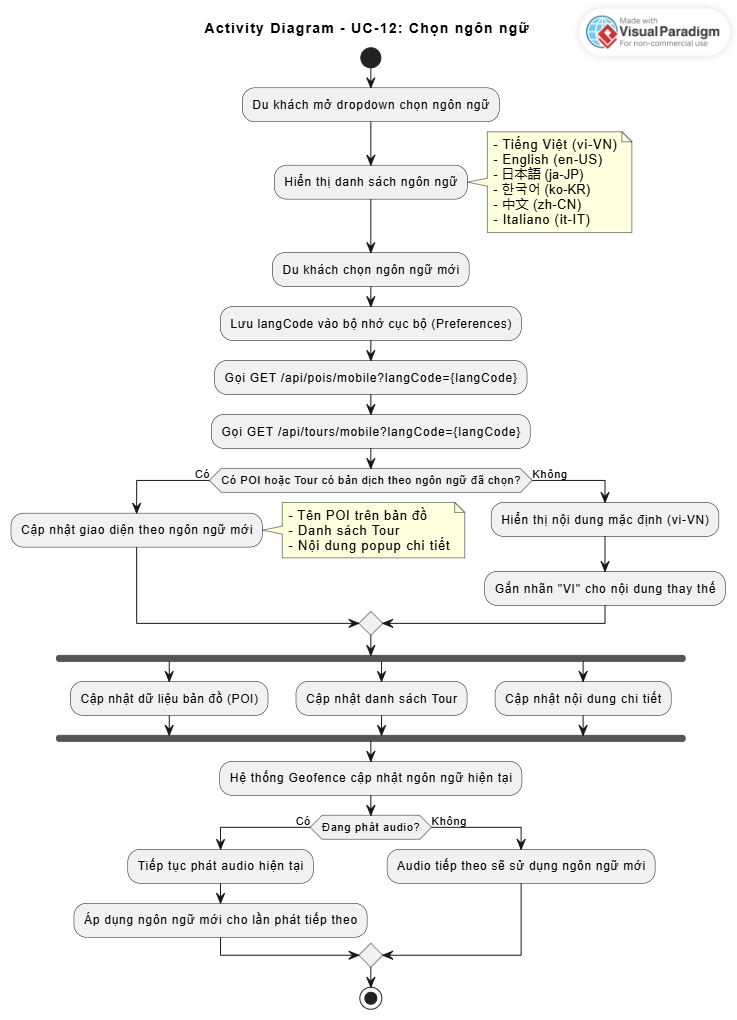 Activity Diagram - UC-12: Chọn ngôn ngữ
Made with
Visual Paradigm
For non-commercial use
Du khách mở dropdown chọn ngôn ngữ
Hiển thị danh sách ngôn ngữ
- Tiếng Việt (vi-VN)
- English (en-US)
- 日本語 (ja-JP)
- 한국어 (ko-KR)
- 中文 (zh-CN)
- Italiano (it-IT)
Du khách chọn ngôn ngữ mới
Lưu langCode vào bộ nhớ cục bộ (Preferences)
Gọi GET /api/pois/mobile?langCode={langCode}
Gọi GET /api/tours/mobile?langCode={langCode}
Có
Có POI hoặc Tour có bản dịch theo ngôn ngữ đã chọn?
Không
Cập nhật giao diện theo ngôn ngữ mới
- Tên POI trên bản đồ
- Danh sách Tour
- Nội dung popup chi tiết
Hiển thị nội dung mặc định (vi-VN)
Gắn nhãn "VI" cho nội dung thay thế
Cập nhật dữ liệu bản đồ (POI)
Cập nhật danh sách Tour
Cập nhật nội dung chi tiết
Hệ thống Geofence cập nhật ngôn ngữ hiện tại
Có
Đang phát audio?
Không
Tiếp tục phát audio hiện tại
Audio tiếp theo sẽ sử dụng ngôn ngữ mới
Áp dụng ngôn ngữ mới cho lần phát tiếp theo